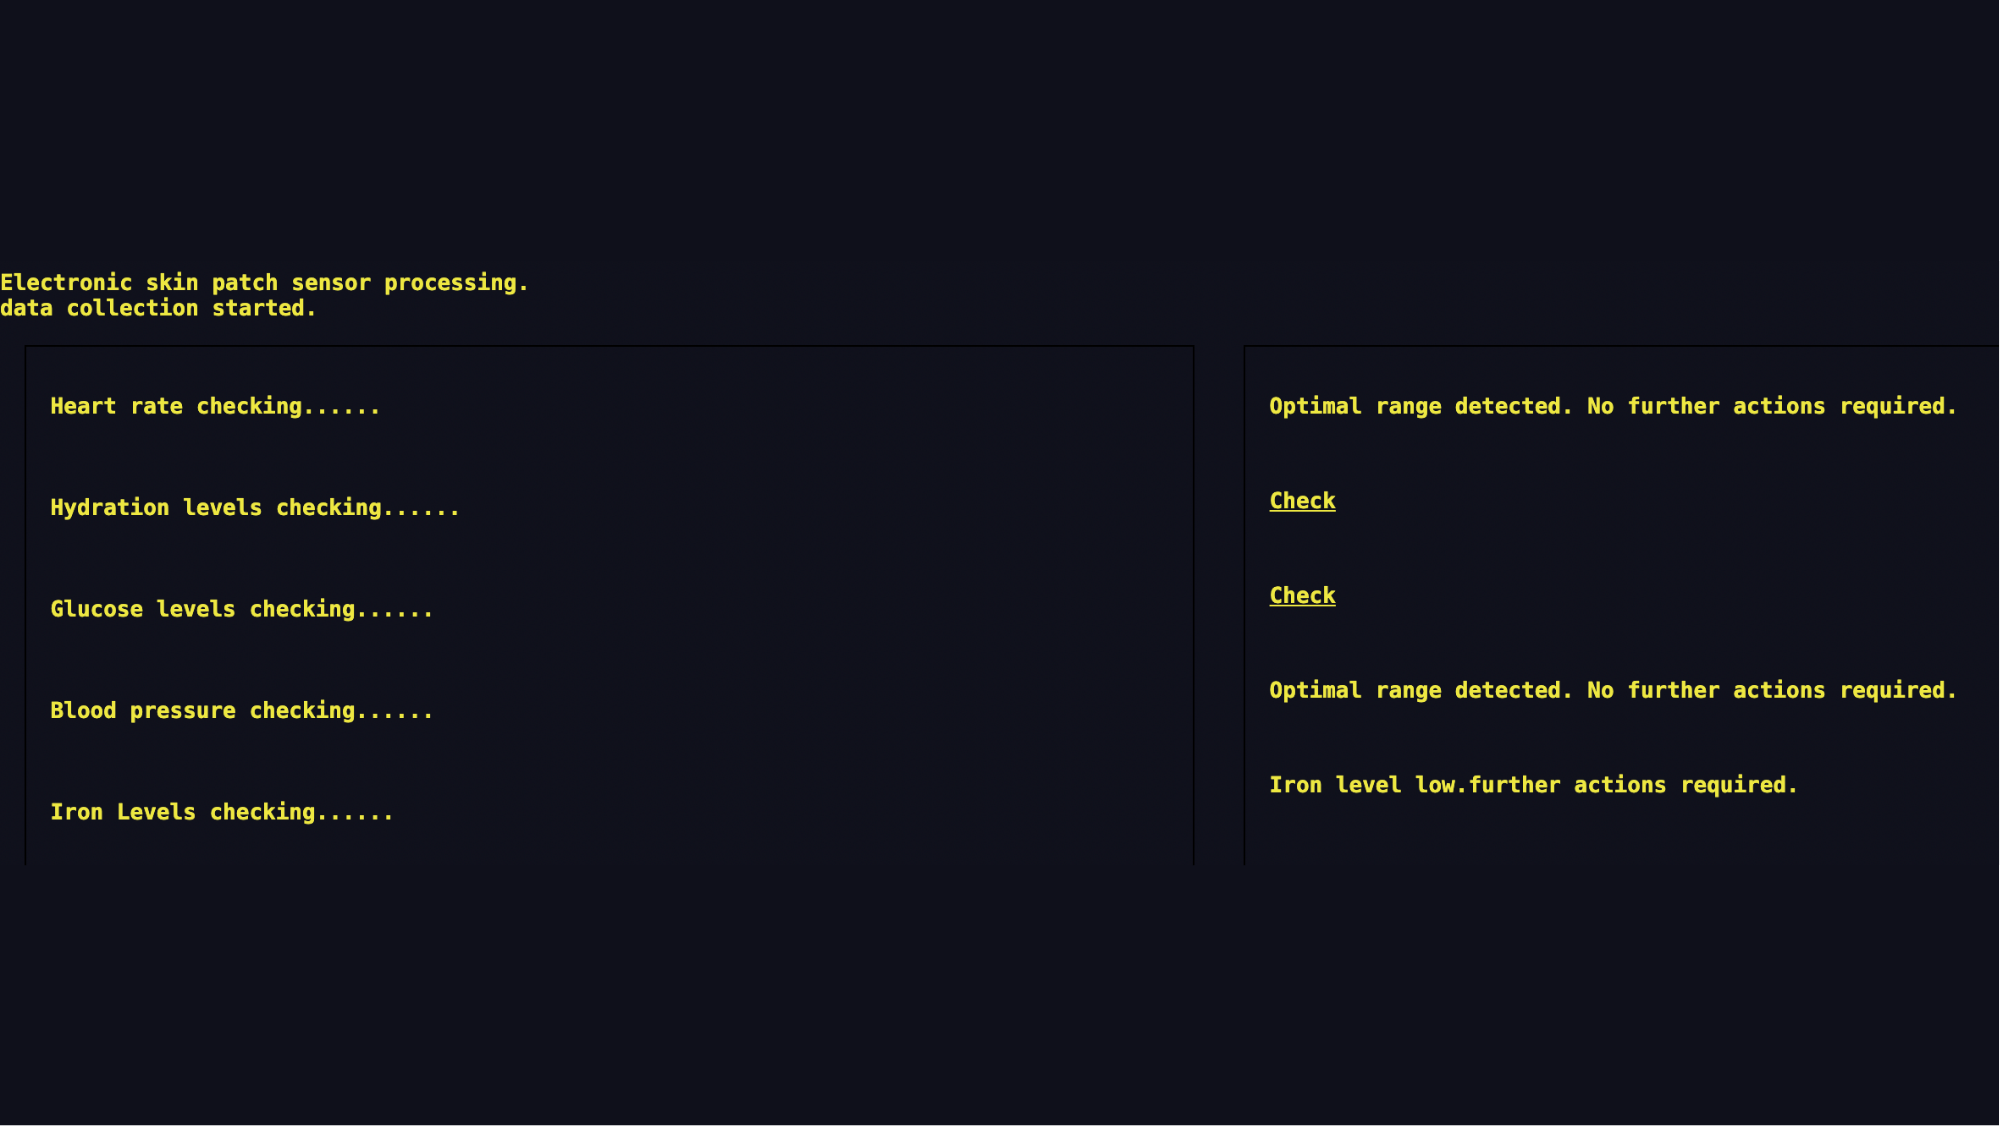 Electronic skin patch sensor processing.
data collection started.
Heart rate checking......
Hydration levels checking......
Glucose levels checking......
Blood pressure checking......
Iron Levels checking......
Optimal range detected. No further actions required.
Check
Check
Optimal range detected. No further actions required.
Iron level low.further actions required.